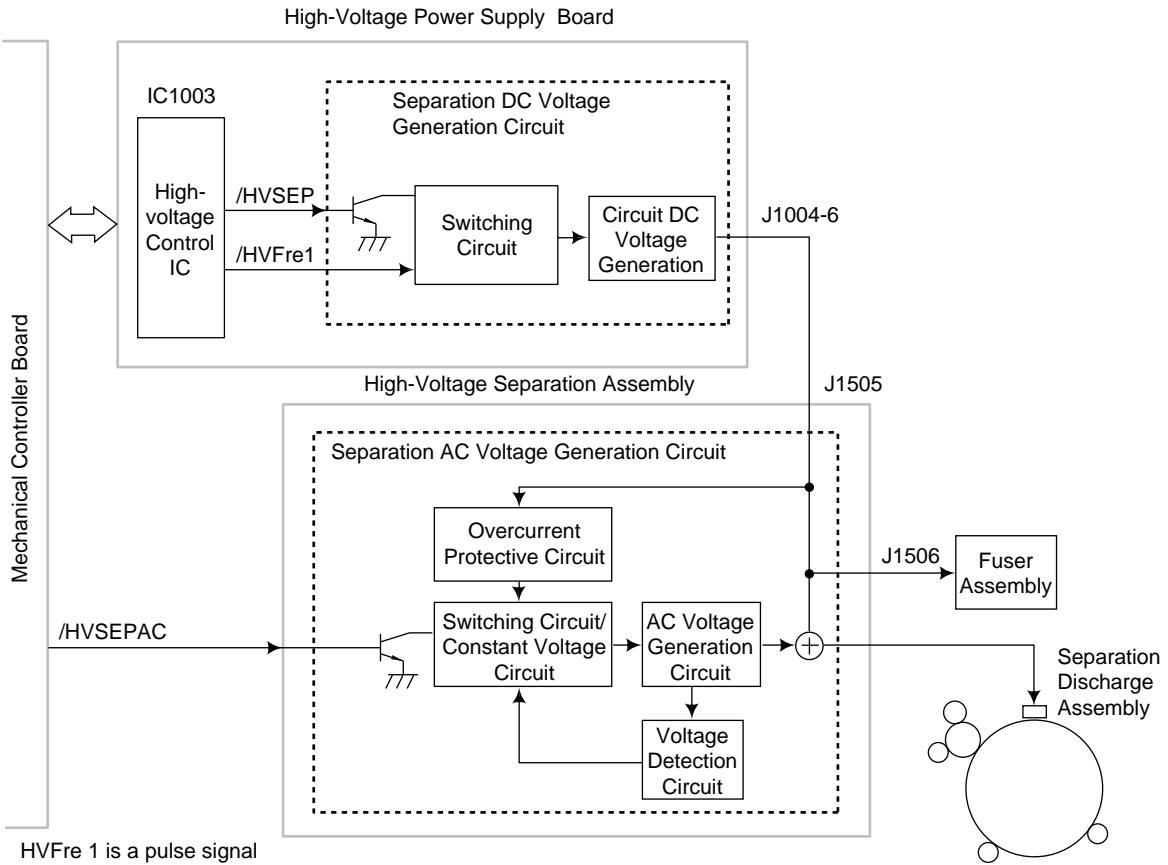 High-Voltage Power Supply Board
IC1003
Separation DC Voltage
Generation Circuit
High-
voltage
Control
IC
/HVSEP
/HVFre1
Switching
Circuit
Circuit DC
Voltage
Generation
J1004-6
Mechanical Controller Board
High-Voltage Separation Assembly
J1505
Separation AC Voltage Generation Circuit
Overcurrent
Protective Circuit
J1506
Fuser
Assembly
/HVSEPAC
Switching Circuit/
Constant Voltage
Circuit
AC Voltage
Generation
Circuit
Separation
Discharge
Assembly
Voltage
Detection
Circuit
HVFre 1 is a pulse signal